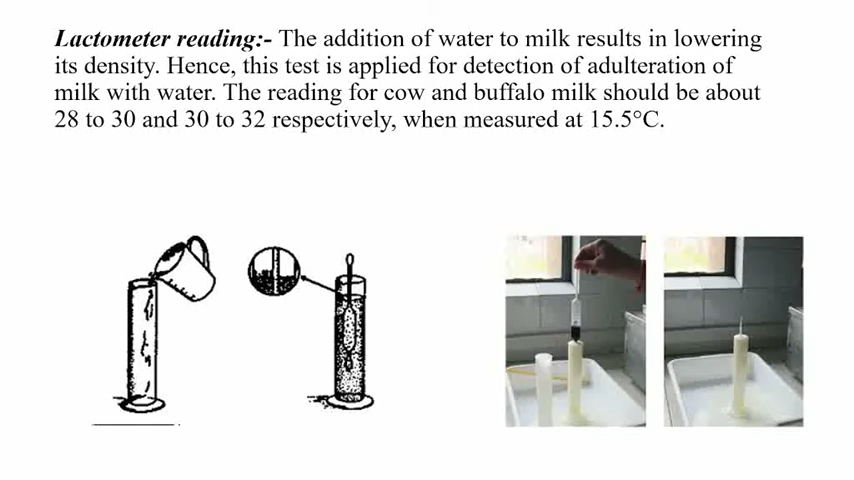 Lactometer reading:- The addition of water to milk results in lowering
its density. Hence, this test is applied for detection of adulteration of
milk with water. The reading for cow and buffalo milk should be about
28 to 30 and 30 to 32 respectively, when measured at 15.5°C.